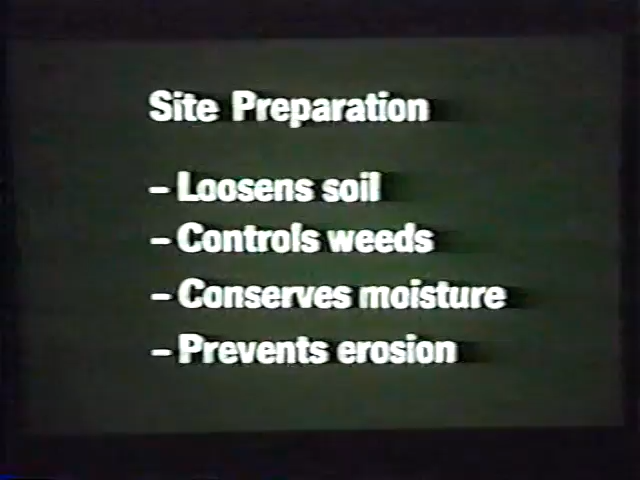 Site Preparation
– Loosens soil
– Controls weeds
– Conserves moisture
– Prevents erosion